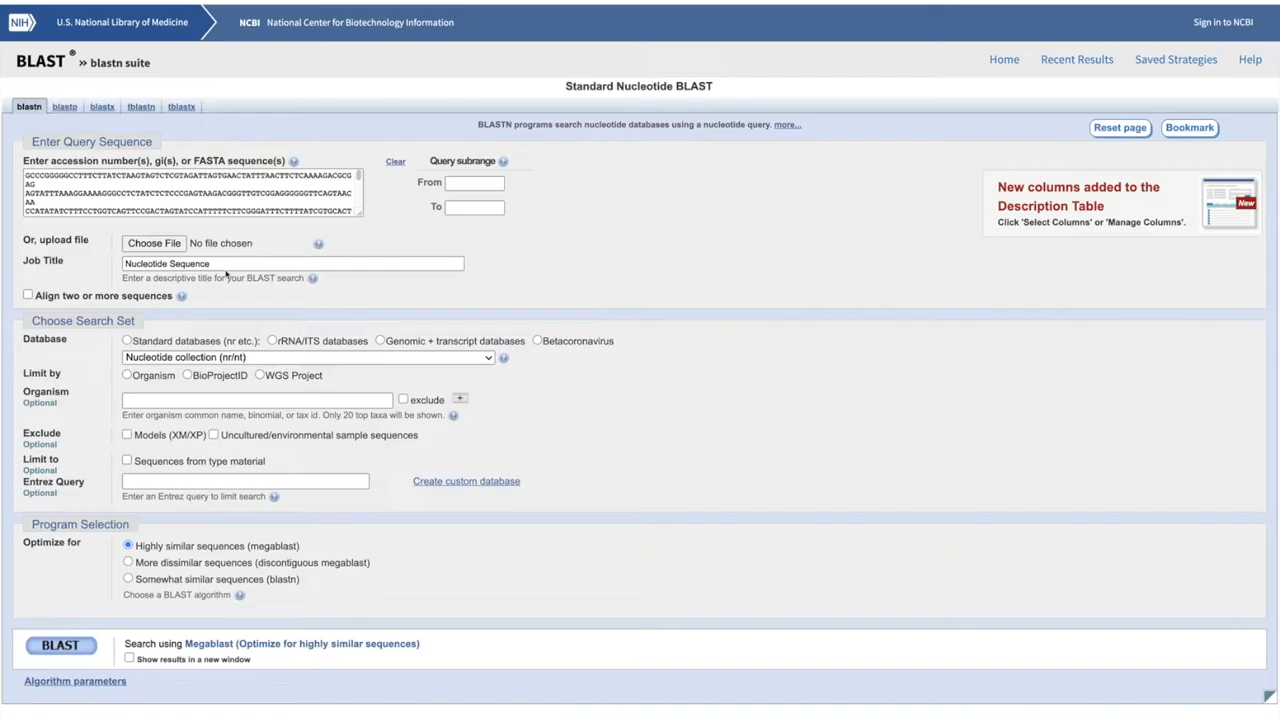 NIH U.S. National Library of Medicine NCBI National Center for Biotechnology Information Sign in to NCBI
BLAST ® » blastn suite Home Recent Results Saved Strategies Help
Standard Nucleotide BLAST
blastn blastp blastx tblastn tblastx
BLASTN programs search nucleotide databases using a nucleotide query. more...
Reset page Bookmark
Enter Query Sequence
Enter accession number(s), gi(s), or FASTA sequence(s) Clear Query subrange
GCCCGGGGGCCTTTCTTATCTAAGTAGTCTCGTAGATTAGTGAACTATTTAACTTCTCAAAAGACGCG
AG
AGTATTTAAAGGAAAAGGGCCTCTATCTCTCCCGAGTAAGACGGGTTGTCGGAGGGGGGTTCAGTAAC
AA
CCATATATCTTTCCTGGTCAGTTCCGACTAGTATCCATTTTTCTTCGGGATTTCTTTTATCGTGCACT
From
To
New columns added to the
Description Table
Click 'Select Columns' or 'Manage Columns'.
New
Or, upload file Choose File No file chosen
Job Title Nucleotide Sequence
Enter a descriptive title for your BLAST search
Align two or more sequences
Choose Search Set
Database Standard databases (nr etc.): rRNA/ITS databases Genomic + transcript databases Betacoronavirus
Nucleotide collection (nr/nt)
Limit by Organism BioProjectID WGS Project
Organism
Optional
exclude +
Enter organism common name, binomial, or tax id. Only 20 top taxa will be shown.
Exclude Models (XM/XP) Uncultured/environmental sample sequences
Optional
Limit to Sequences from type material
Optional
Entrez Query Create custom database
Optional
Enter an Entrez query to limit search
Program Selection
Optimize for Highly similar sequences (megablast)
More dissimilar sequences (discontiguous megablast)
Somewhat similar sequences (blastn)
Choose a BLAST algorithm
BLAST Search using Megablast (Optimize for highly similar sequences)
Show results in a new window
Algorithm parameters